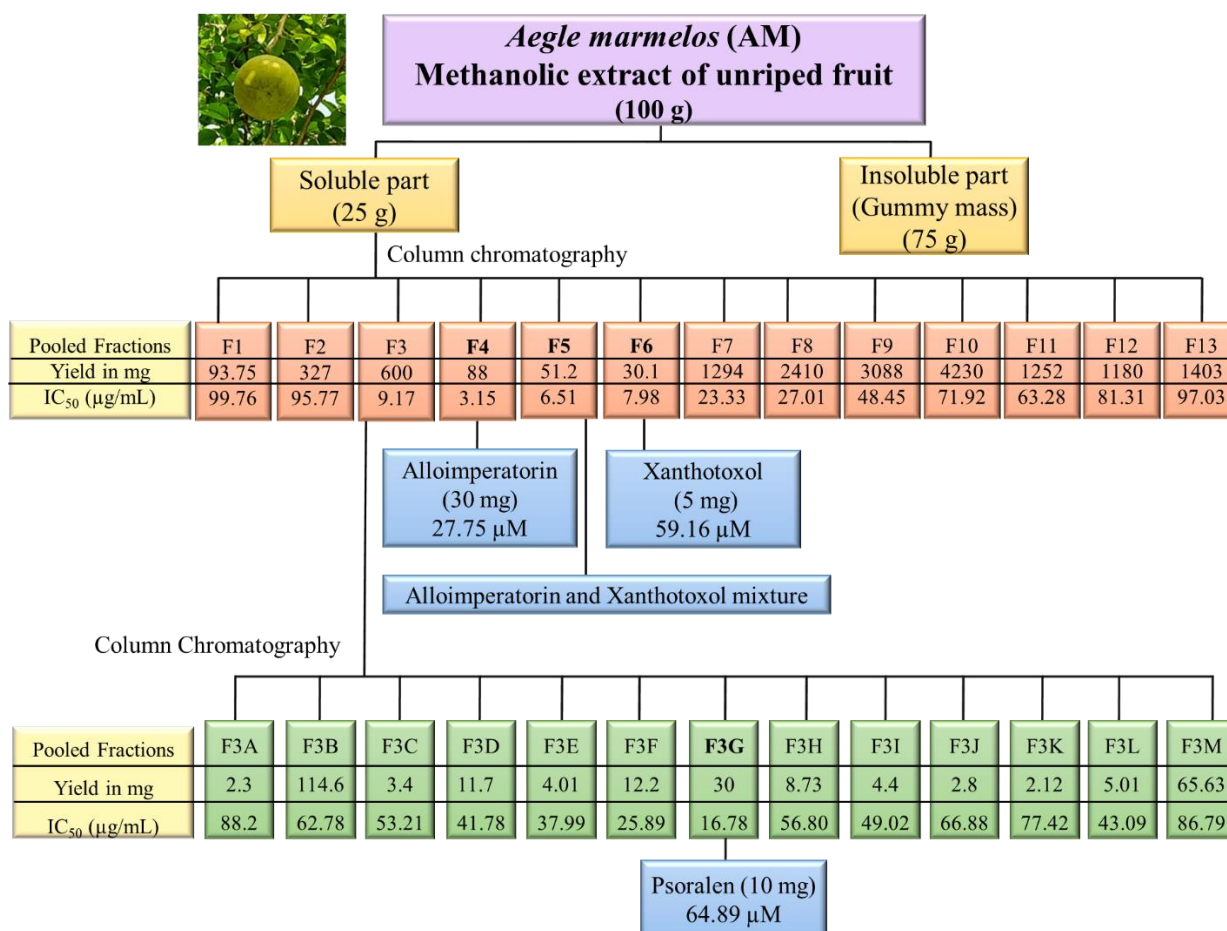 Aegle marmelos (AM)
Methanolic extract of unriped fruit
(100 g)
Soluble part
(25 g)
Insoluble part
(Gummy mass)
(75 g)
Column chromatography
Pooled Fractions F1 F2 F3 F4 F5 F6 F7 F8 F9 F10 F11 F12 F13
Yield in mg 93.75 327 600 88 51.2 30.1 1294 2410 3088 4230 1252 1180 1403
IC₅₀ (µg/mL) 99.76 95.77 9.17 3.15 6.51 7.98 23.33 27.01 48.45 71.92 63.28 81.31 97.03
Alloimperatorin
(30 mg)
27.75 µM
Xanthotoxol
(5 mg)
59.16 µM
Alloimperatorin and Xanthotoxol mixture
Column Chromatography
Pooled Fractions F3A F3B F3C F3D F3E F3F F3G F3H F3I F3J F3K F3L F3M
Yield in mg 2.3 114.6 3.4 11.7 4.01 12.2 30 8.73 4.4 2.8 2.12 5.01 65.63
IC₅₀ (µg/mL) 88.2 62.78 53.21 41.78 37.99 25.89 16.78 56.80 49.02 66.88 77.42 43.09 86.79
Psoralen (10 mg)
64.89 µM